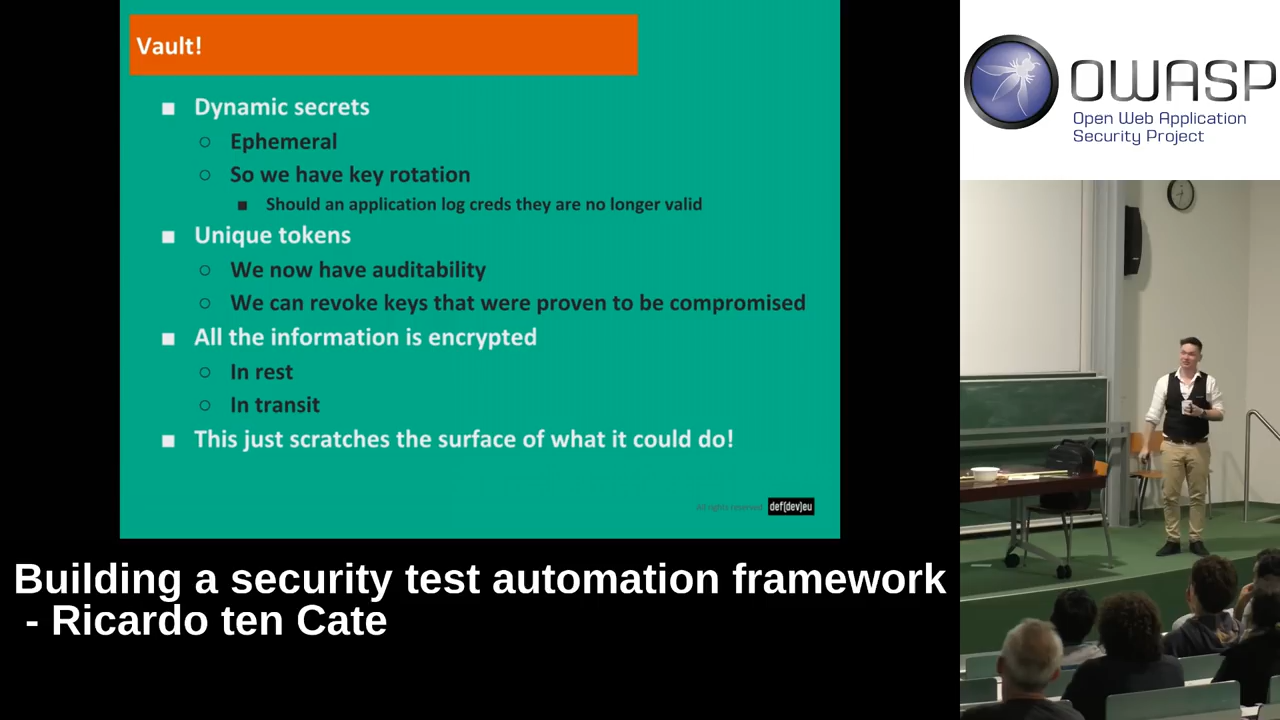 Vault!
■ Dynamic secrets
○ Ephemeral
○ So we have key rotation
■ Should an application log creds they are no longer valid
■ Unique tokens
○ We now have auditability
○ We can revoke keys that were proven to be compromised
■ All the information is encrypted
○ In rest
○ In transit
■ This just scratches the surface of what it could do!
All rights reserved
def[dev]eu
Building a security test automation framework
- Ricardo ten Cate
OWASP
Open Web Application
Security Project